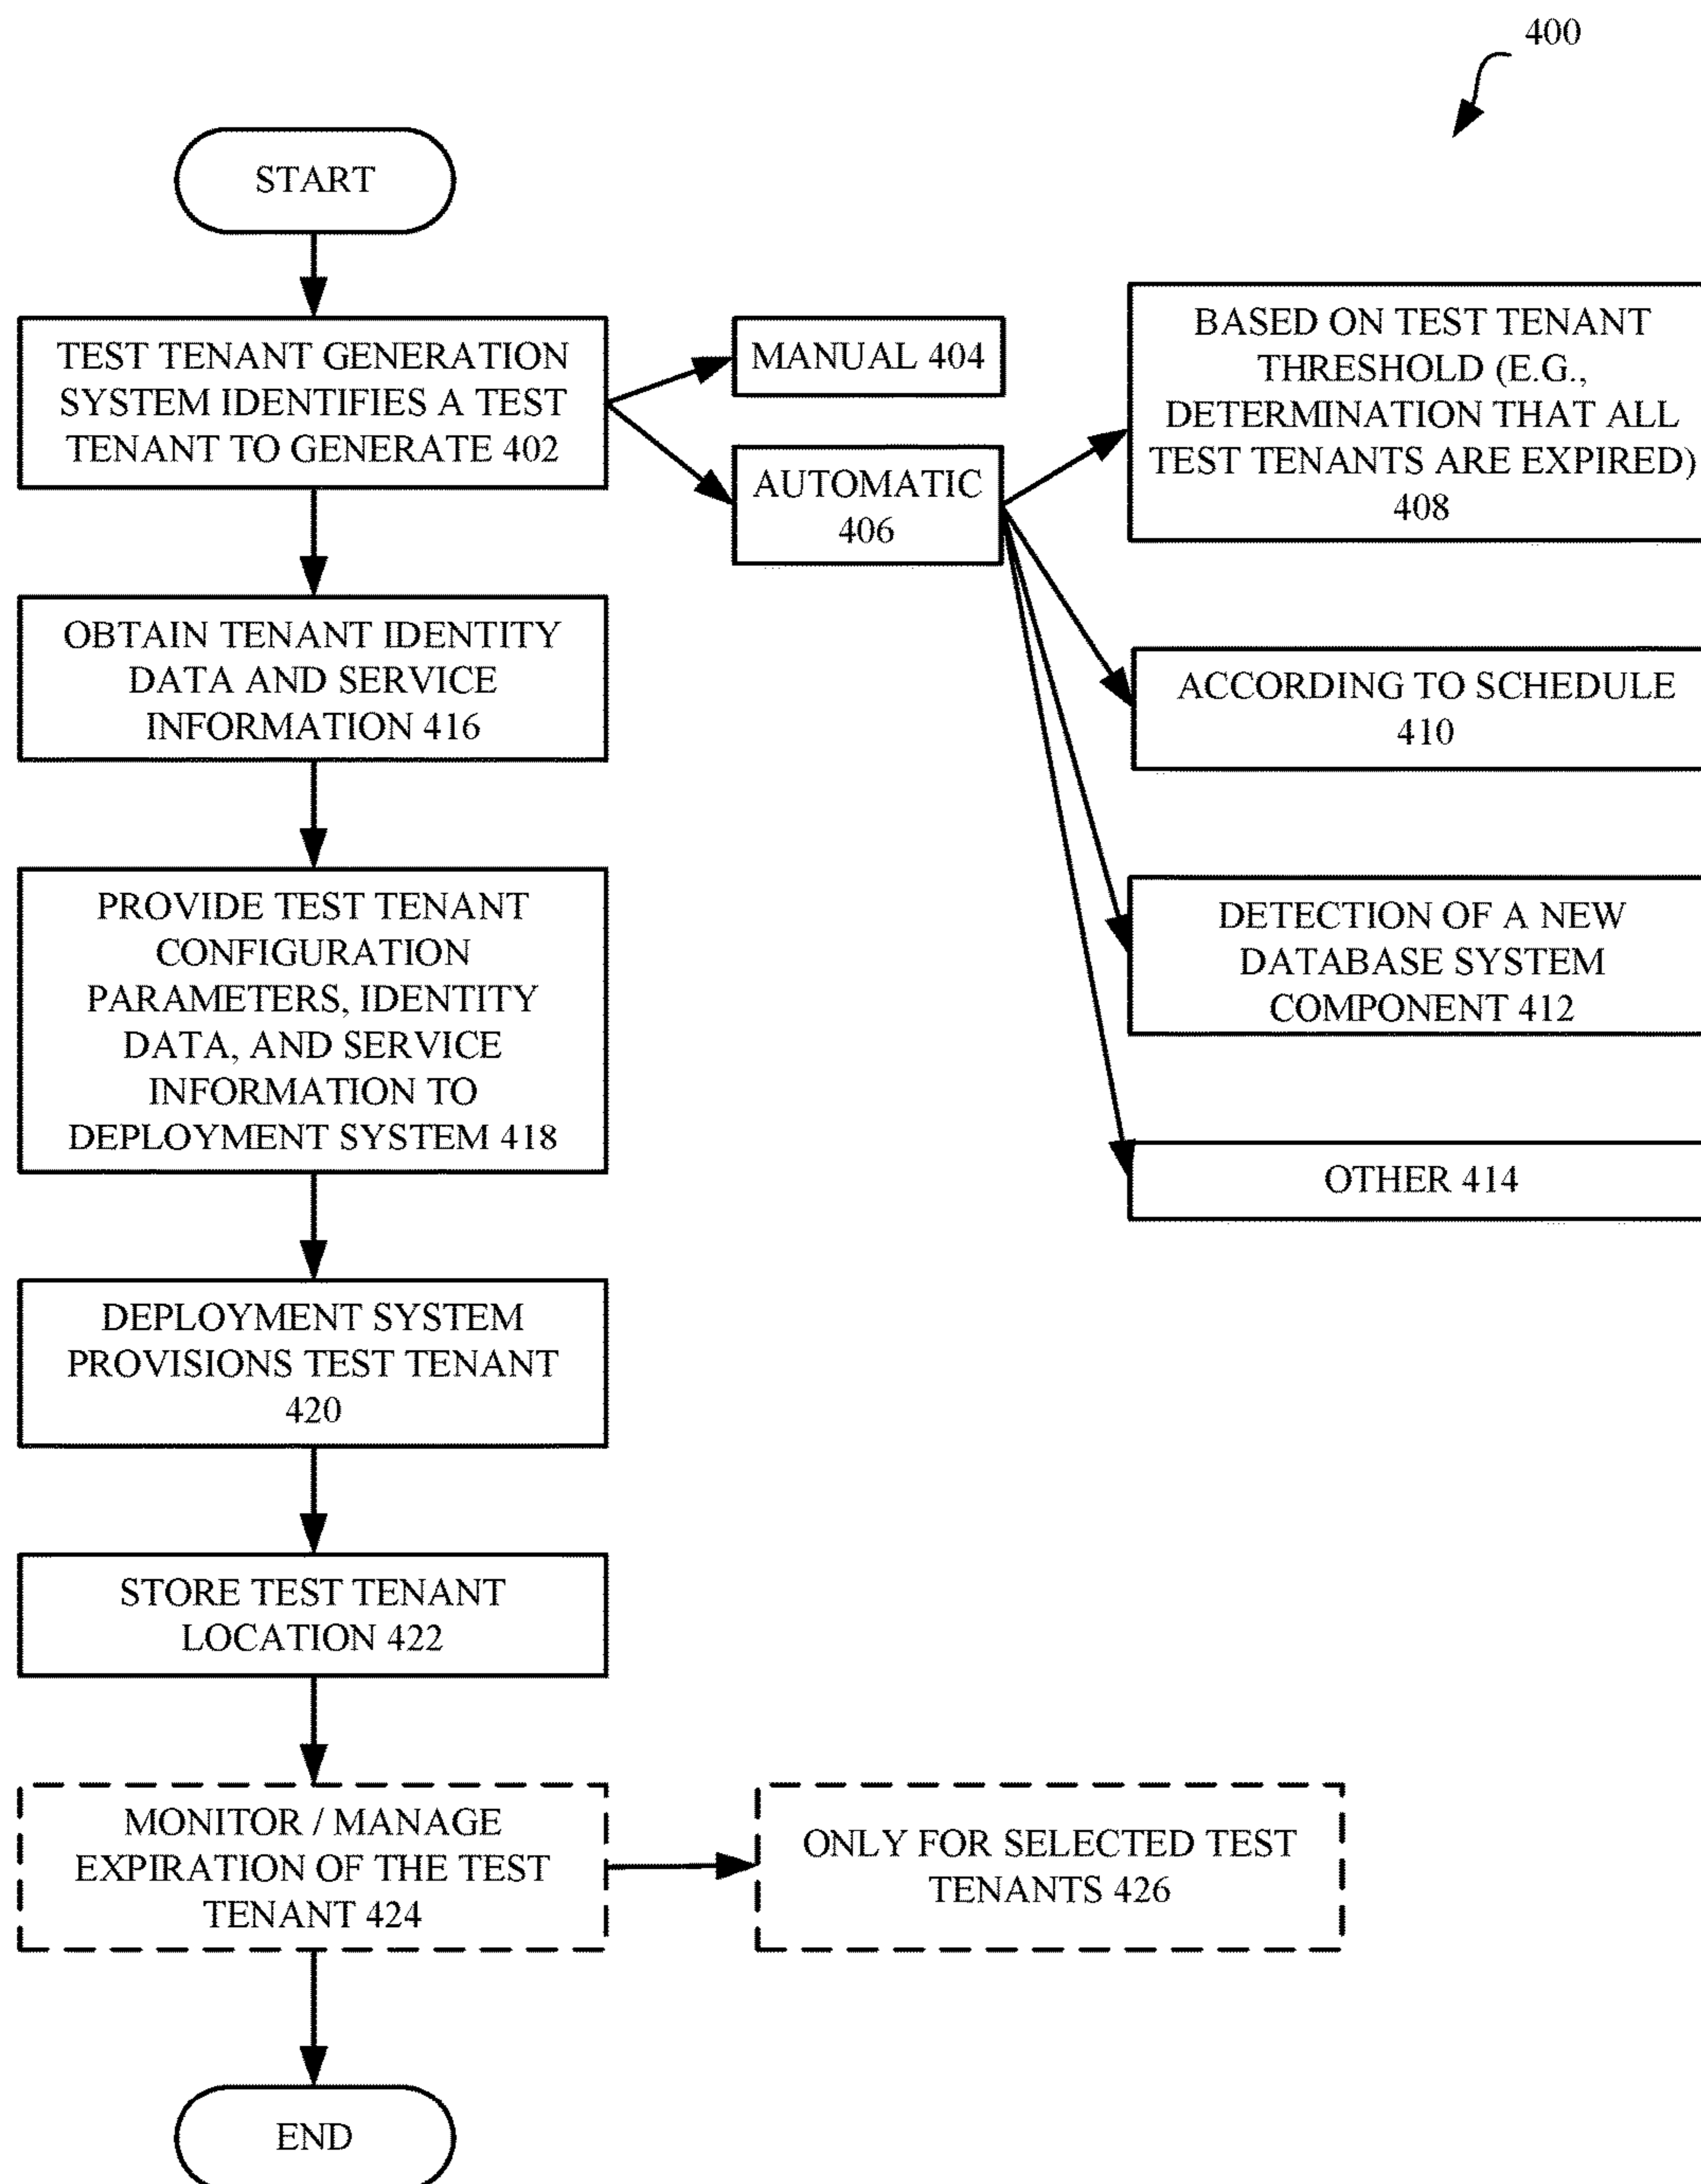 400
START
TEST TENANT GENERATION
SYSTEM IDENTIFIES A TEST
TENANT TO GENERATE 402
MANUAL 404
AUTOMATIC
406
BASED ON TEST TENANT
THRESHOLD (E.G.,
DETERMINATION THAT ALL
TEST TENANTS ARE EXPIRED)
408
ACCORDING TO SCHEDULE
410
DETECTION OF A NEW
DATABASE SYSTEM
COMPONENT 412
OTHER 414
OBTAIN TENANT IDENTITY
DATA AND SERVICE
INFORMATION 416
PROVIDE TEST TENANT
CONFIGURATION
PARAMETERS, IDENTITY
DATA, AND SERVICE
INFORMATION TO
DEPLOYMENT SYSTEM 418
DEPLOYMENT SYSTEM
PROVISIONS TEST TENANT
420
STORE TEST TENANT
LOCATION 422
MONITOR / MANAGE
EXPIRATION OF THE TEST
TENANT 424
ONLY FOR SELECTED TEST
TENANTS 426
END